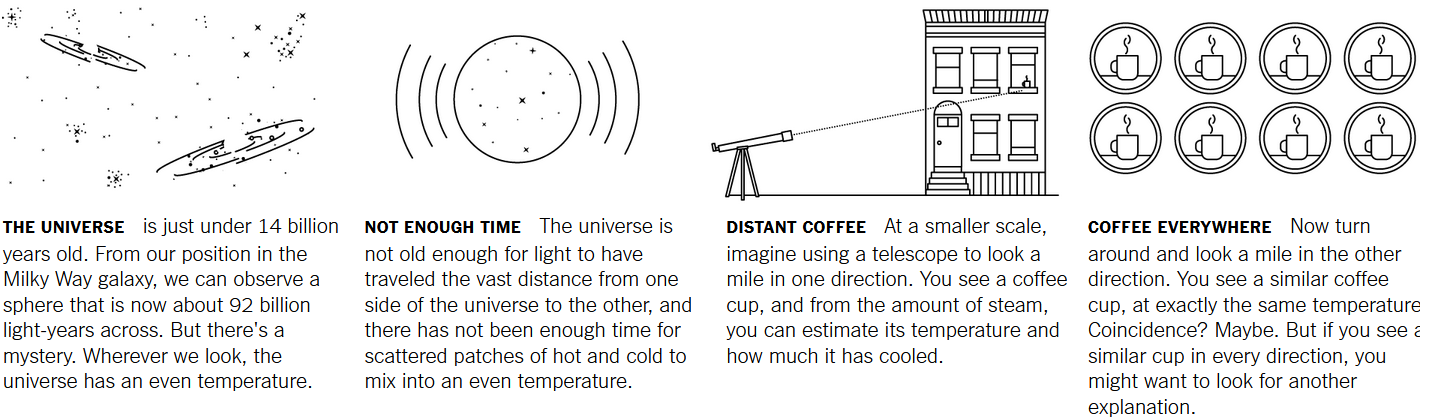 THE UNIVERSE is just under 14 billion
years old. From our position in the
Milky Way galaxy, we can observe a
sphere that is now about 92 billion
light-years across. But there's a
mystery. Wherever we look, the
universe has an even temperature.
NOT ENOUGH TIME The universe is
not old enough for light to have
traveled the vast distance from one
side of the universe to the other, and
there has not been enough time for
scattered patches of hot and cold to
mix into an even temperature.
DISTANT COFFEE At a smaller scale,
imagine using a telescope to look a
mile in one direction. You see a coffee
cup, and from the amount of steam,
you can estimate its temperature and
how much it has cooled.
COFFEE EVERYWHERE Now turn
around and look a mile in the other
direction. You see a similar coffee
cup, at exactly the same temperature
Coincidence? Maybe. But if you see a
similar cup in every direction, you
might want to look for another
explanation.